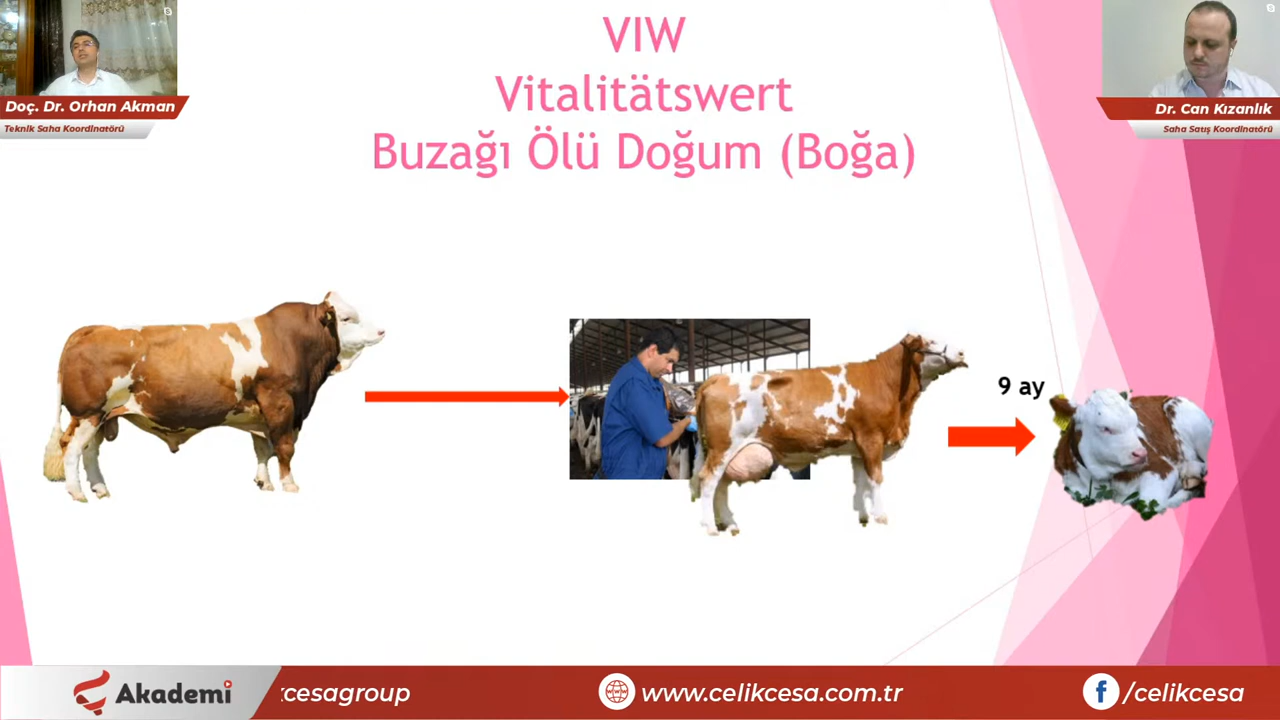 VIW
Vitalitätswert
Buzağı Ölü Doğum (Boğa)
Doç. Dr. Orhan Akman
Teknik Saha Koordinatörü
Dr. Can Kızanlık
Saha Satış Koordinatörü
9 ay
Akademi
cesagroup
www.celikcesa.com.tr
/celikcesa